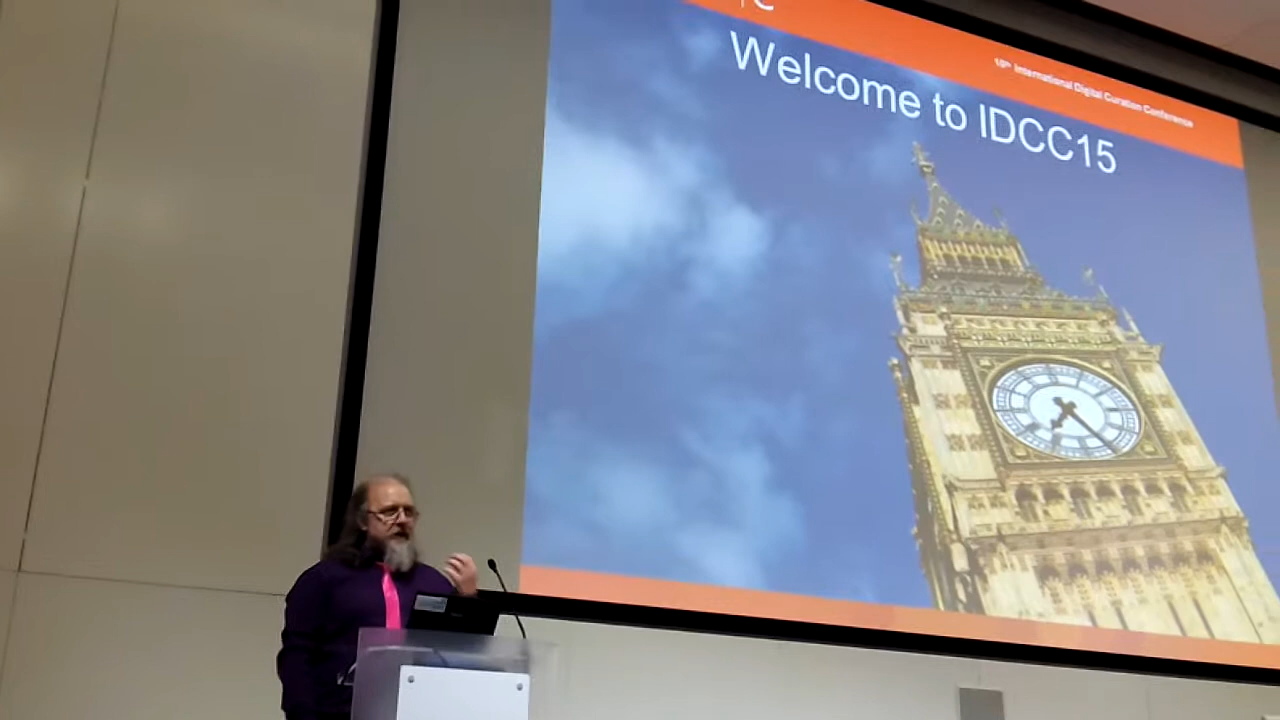 10th International Digital Curation Conference
Welcome to IDCC15